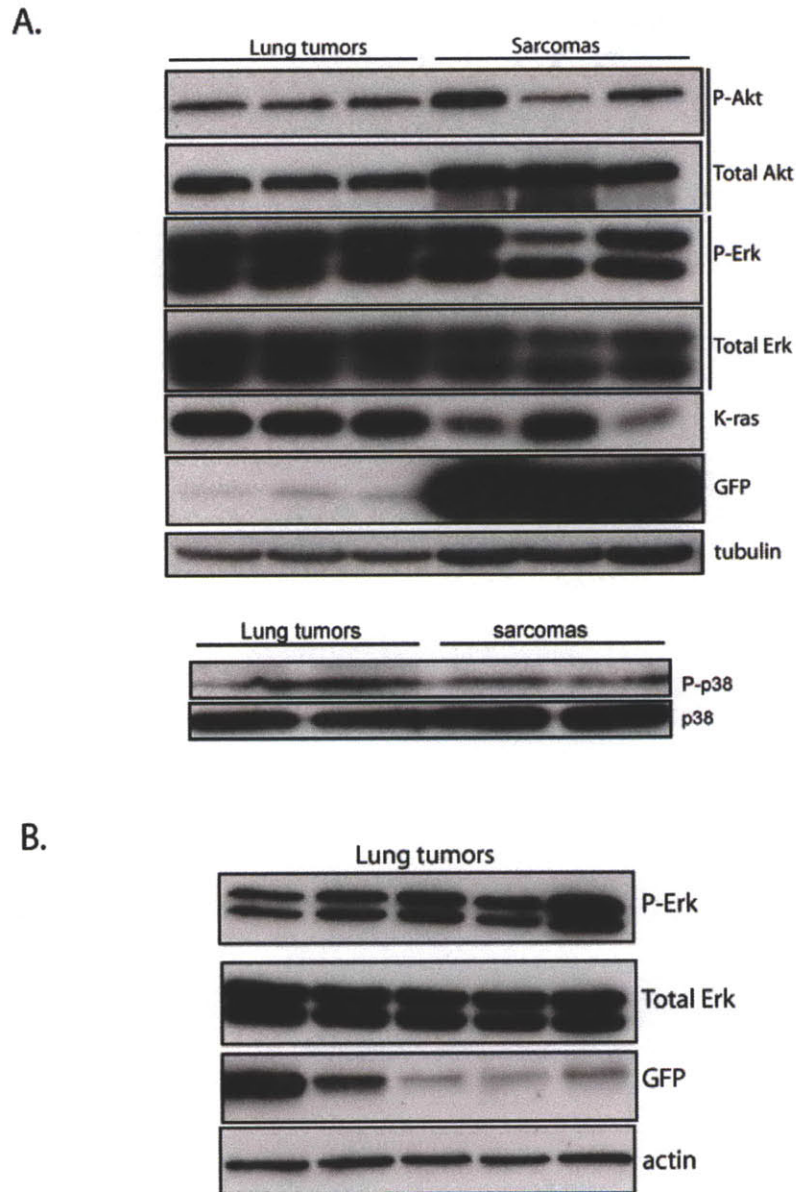 A.
Lung tumors Sarcomas
P-Akt
Total Akt
P-Erk
Total Erk
K-ras
GFP
tubulin
Lung tumors sarcomas
P-p38
p38
B.
Lung tumors
P-Erk
Total Erk
GFP
actin